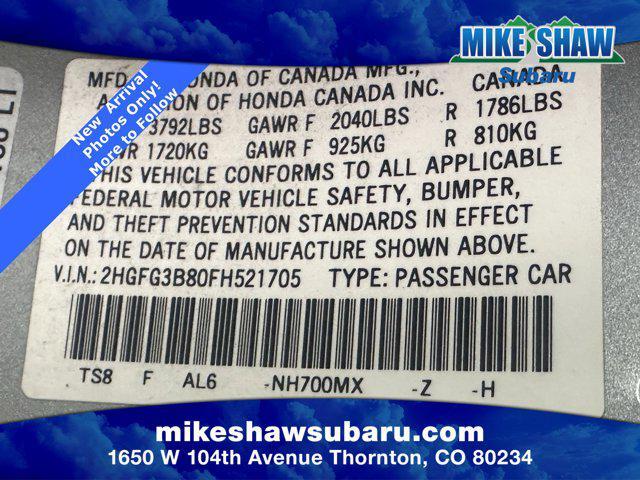 MIKE SHAW
Subaru
New Arrival
Photos Only!
More to Follow
MFD. HONDA OF CANADA MFG., CANADA
A OF HONDA CANADA INC.
3792LBS GAWR F 2040LBS R 1786LBS
1720KG GAWR F 925KG R 810KG
THIS VEHICLE CONFORMS TO ALL APPLICABLE
FEDERAL MOTOR VEHICLE SAFETY, BUMPER,
AND THEFT PREVENTION STANDARDS IN EFFECT
ON THE DATE OF MANUFACTURE SHOWN ABOVE.
V.I.N.: 2HGFG3B80FH521705 TYPE: PASSENGER CAR
TS8 F AL6 -NH700MX -Z -H
mikeshawsubaru.com
1650 W 104th Avenue Thornton, CO 80234